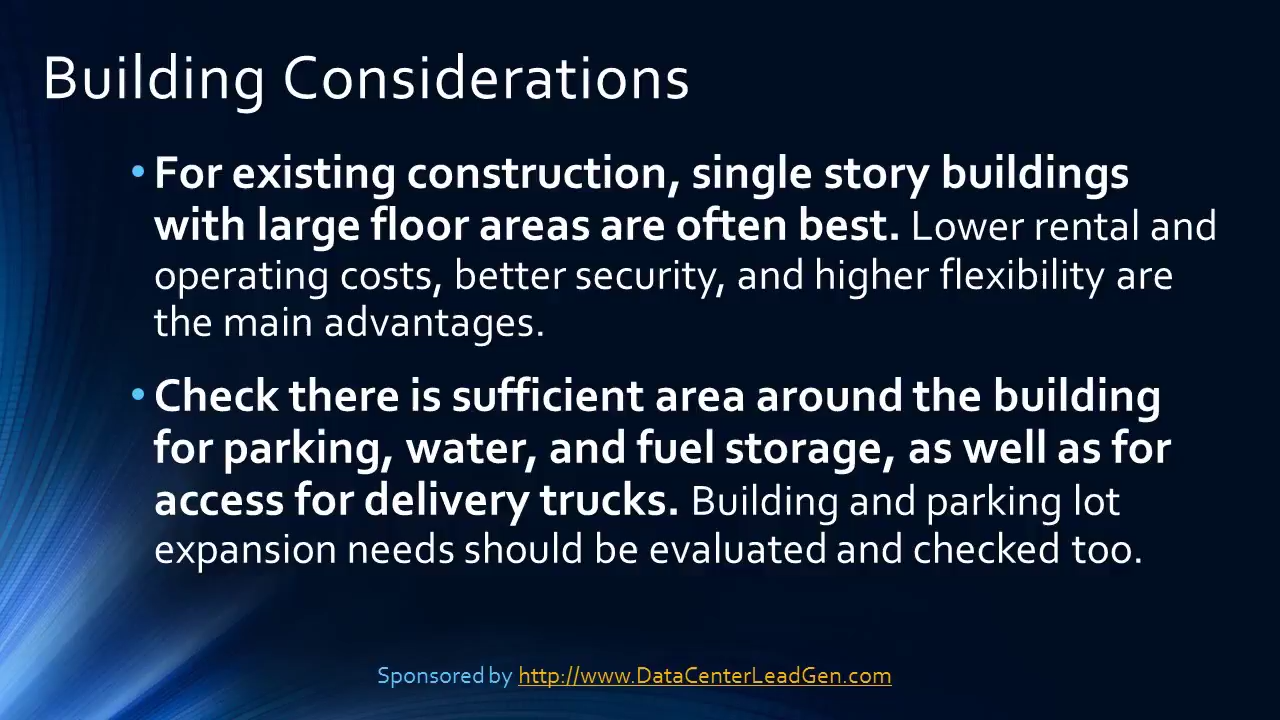 Building Considerations
• For existing construction, single story buildings
with large floor areas are often best. Lower rental and
operating costs, better security, and higher flexibility are
the main advantages.
• Check there is sufficient area around the building
for parking, water, and fuel storage, as well as for
access for delivery trucks. Building and parking lot
expansion needs should be evaluated and checked too.
Sponsored by http://www.DataCenterLeadGen.com